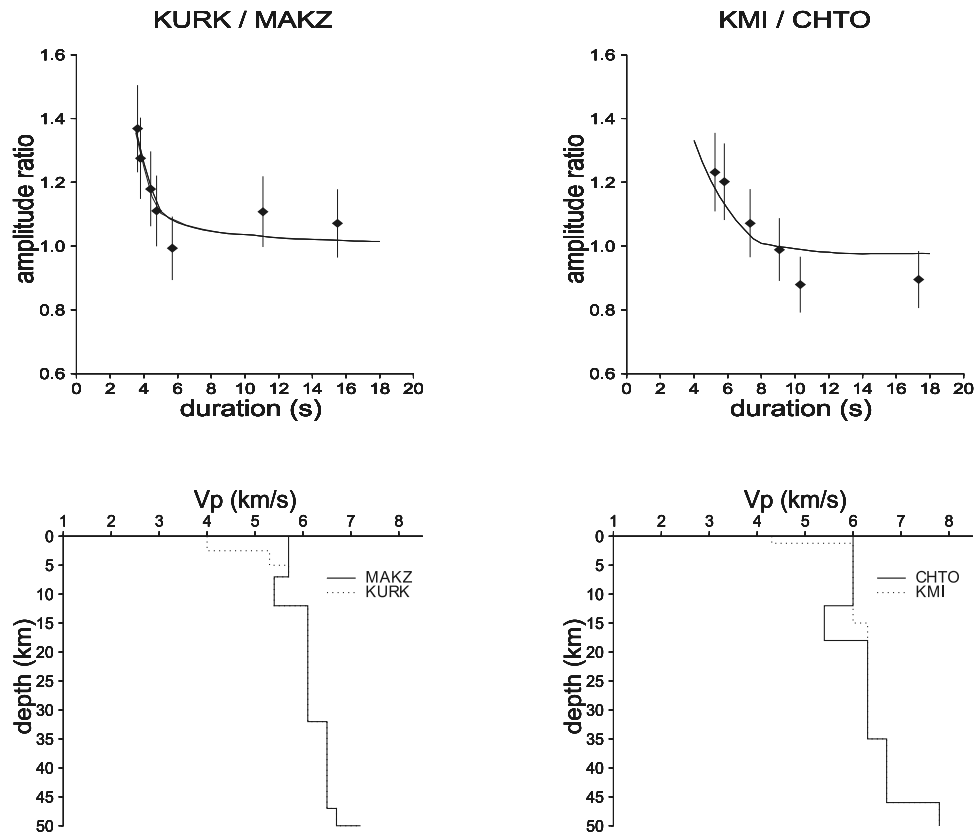 KURK / MAKZ
KMI / CHTO
amplitude ratio
1.6
1.4
1.2
1.0
0.8
0.6
0 2 4 6 8 10 12 14 16 18 20
duration (s)
amplitude ratio
1.6
1.4
1.2
1.0
0.8
0.6
0 2 4 6 8 10 12 14 16 18 20
duration (s)
Vp (km/s)
1 2 3 4 5 6 7 8
depth (km)
0
5
10
15
20
25
30
35
40
45
50
MAKZ
KURK
Vp (km/s)
1 2 3 4 5 6 7 8
depth (km)
0
5
10
15
20
25
30
35
40
45
50
CHTO
KMI